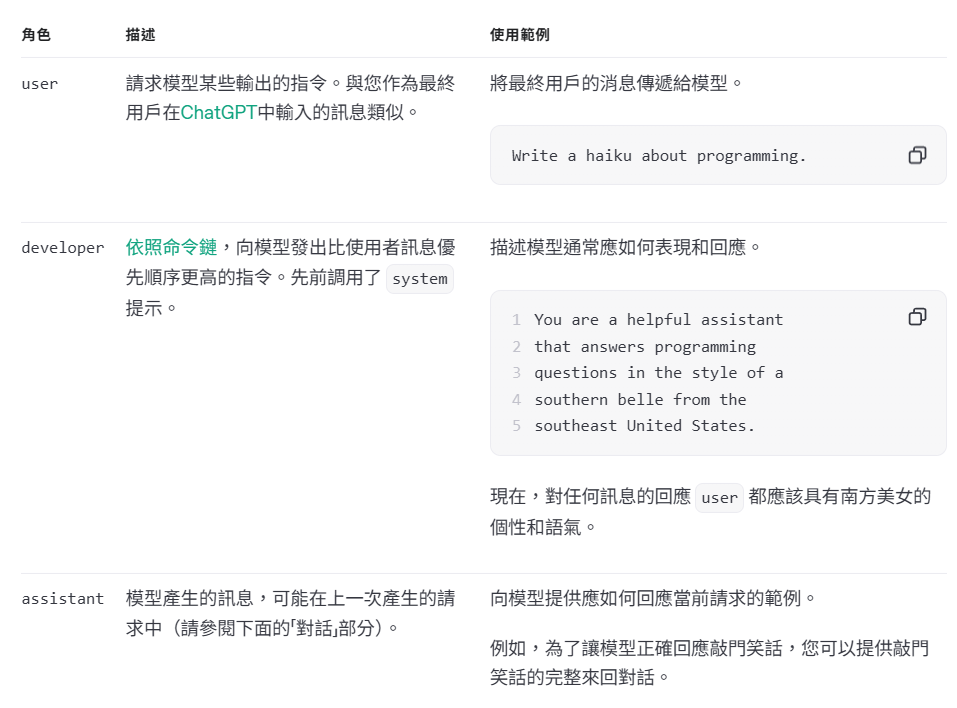 角色 描述 使用範例
user 請求模型某些輸出的指令。與您作為最終 將最終用戶的消息傳遞給模型。
用戶在ChatGPT中輸入的訊息類似。
Write a haiku about programming.
developer 依照命令鏈，向模型發出比使用者訊息優 描述模型通常應如何表現和回應。
先順序更高的指令。先前調用了 system
提示。
1 You are a helpful assistant
2 that answers programming
3 questions in the style of a
4 southern belle from the
5 southeast United States.
現在，對任何訊息的回應 user 都應該具有南方美女的
個性和語氣。
assistant 模型產生的訊息，可能在上一次產生的請 向模型提供應如何回應當前請求的範例。
求中（請參閱下面的「對話」部分）。
例如，為了讓模型正確回應敲門笑話，您可以提供敲門
笑話的完整來回對話。